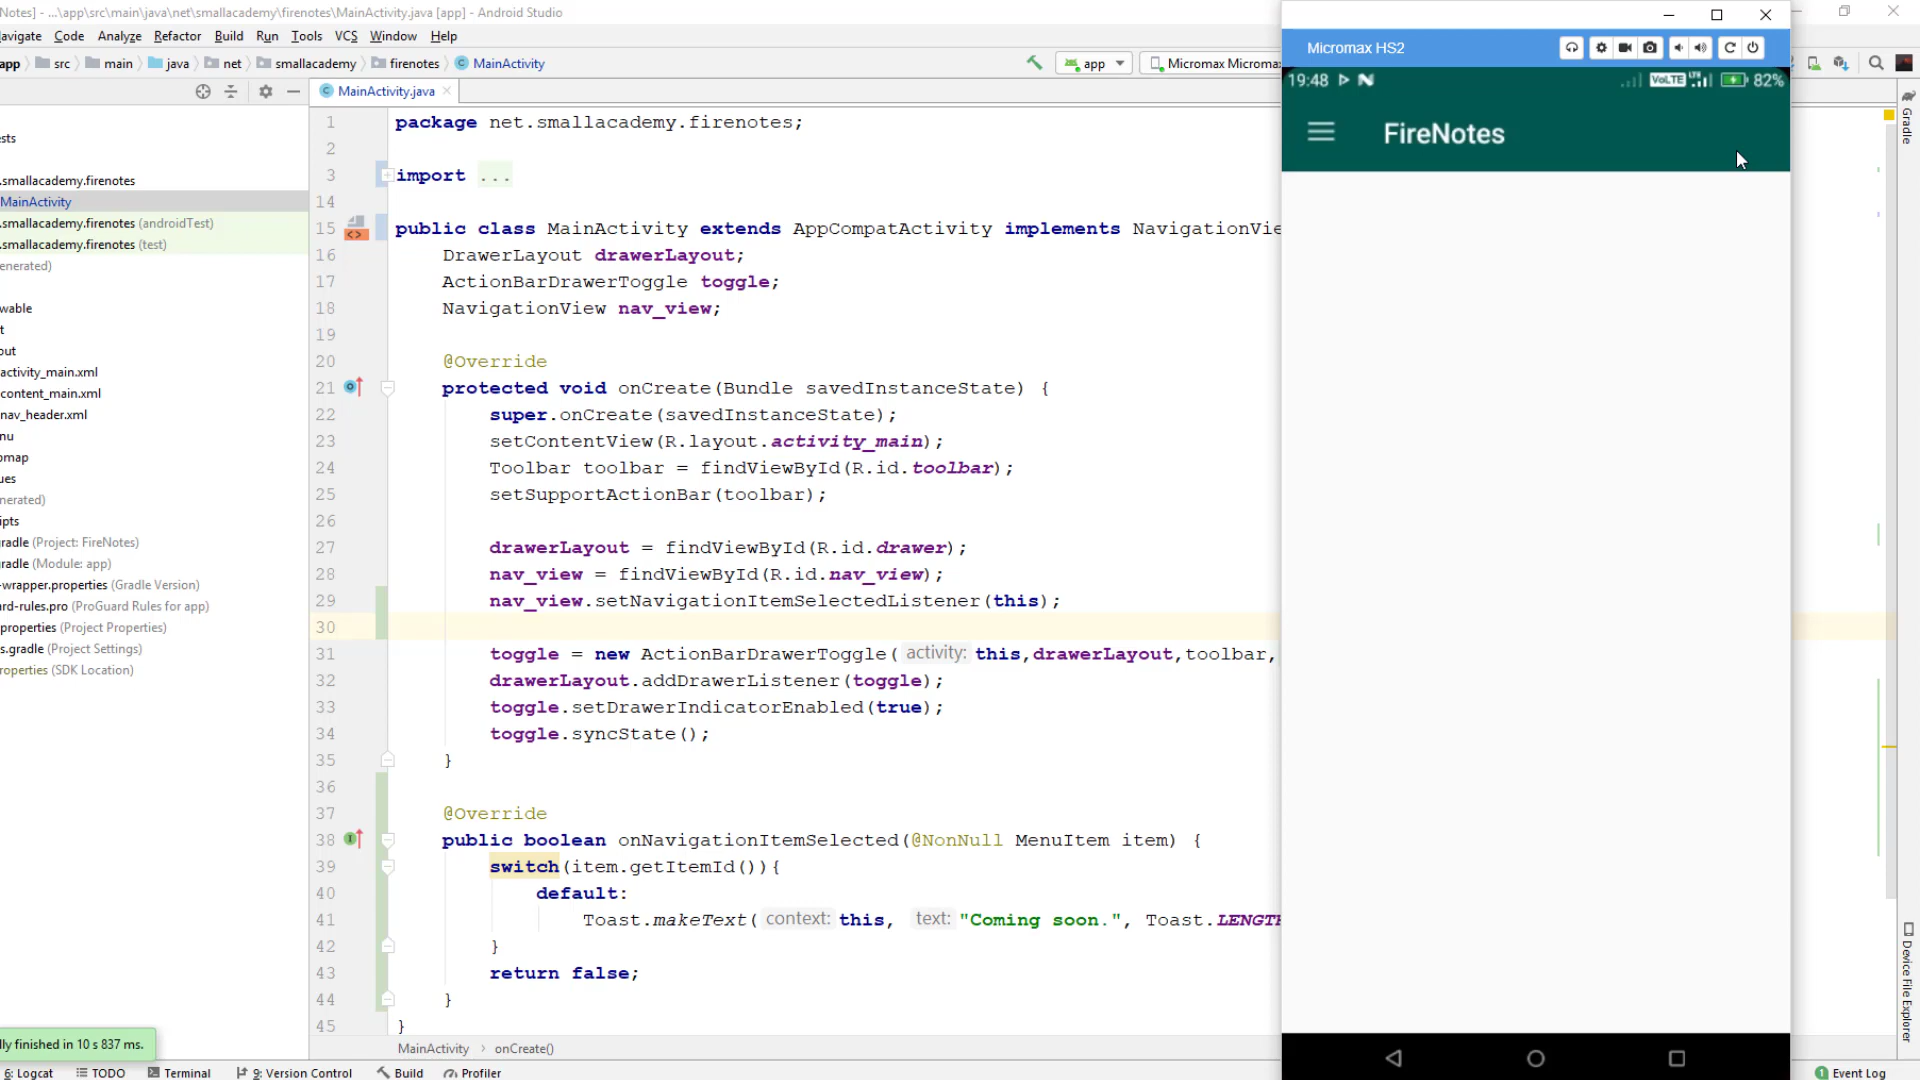 Notes] - ...\app\src\main\java\net\smallacademy\firenotes\MainActivity.java [app] - Android Studio
avigate Code Analyze Refactor Build Run Tools VCS Window Help
app src main java net smallacademy firenotes MainActivity app Micromax Microma
MainActivity.java
ests
.smallacademy.firenotes
MainActivity
.smallacademy.firenotes (androidTest)
.smallacademy.firenotes (test)
enerated)
wable
t
out
activity_main.xml
content_main.xml
nav_header.xml
nu
pmap
ues
nerated)
ipts
radle (Project: FireNotes)
radle (Module: app)
-wrapper.properties (Gradle Version)
rd-rules.pro (ProGuard Rules for app)
properties (Project Properties)
s.gradle (Project Settings)
roperties (SDK Location)
lly finished in 10 s 837 ms.
1 package net.smallacademy.firenotes;
2
3 import ...
14
15 public class MainActivity extends AppCompatActivity implements NavigationVie
16 DrawerLayout drawerLayout;
17 ActionBarDrawerToggle toggle;
18 NavigationView nav_view;
19
20 @Override
21 protected void onCreate(Bundle savedInstanceState) {
22 super.onCreate(savedInstanceState);
23 setContentView(R.layout.activity_main);
24 Toolbar toolbar = findViewById(R.id.toolbar);
25 setSupportActionBar(toolbar);
26
27 drawerLayout = findViewById(R.id.drawer);
28 nav_view = findViewById(R.id.nav_view);
29 nav_view.setNavigationItemSelectedListener(this);
30
31 toggle = new ActionBarDrawerToggle( activity: this,drawerLayout,toolbar,
32 drawerLayout.addDrawerListener(toggle);
33 toggle.setDrawerIndicatorEnabled(true);
34 toggle.syncState();
35 }
36
37 @Override
38 public boolean onNavigationItemSelected(@NonNull MenuItem item) {
39 switch(item.getItemId()){
40 default:
41 Toast.makeText( context: this, text: "Coming soon.", Toast.LENGTH
42 }
43 return false;
44 }
45 }
MainActivity › onCreate()
6: Logcat TODO Terminal 9: Version Control Build Profiler
Micromax HS2
19:48 VoLTE LTE 82%
FireNotes
Gradle
Device File Explorer
1 Event Log